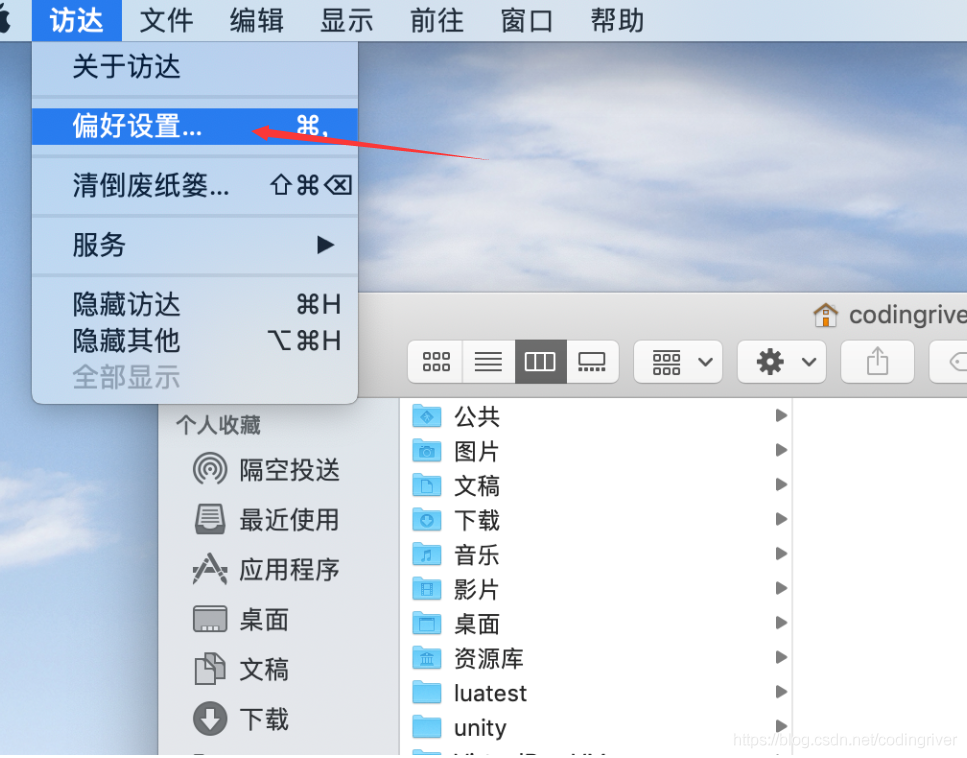 访达 文件 编辑 显示 前往 窗口 帮助
关于访达
偏好设置... ⌘,
清倒废纸篓... ⇧⌘⌫
服务 ▶
隐藏访达 ⌘H
隐藏其他 ⌥⌘H
全部显示
codingrive
个人收藏
隔空投送
最近使用
应用程序
桌面
文稿
下载
公共
图片
文稿
下载
音乐
影片
桌面
资源库
luatest
unity
https://blog.csdn.net/codingriver